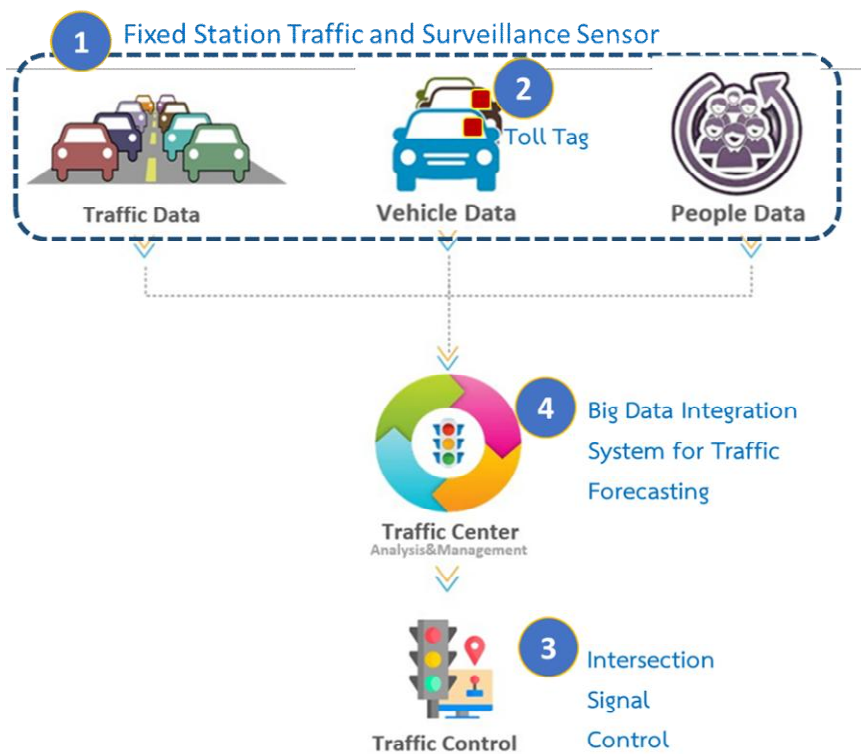 1 Fixed Station Traffic and Surveillance Sensor
2
Toll Tag
Traffic Data
Vehicle Data
People Data
4 Big Data Integration
System for Traffic
Forecasting
Traffic Center
Analysis&Management
3 Intersection
Signal
Control
Traffic Control